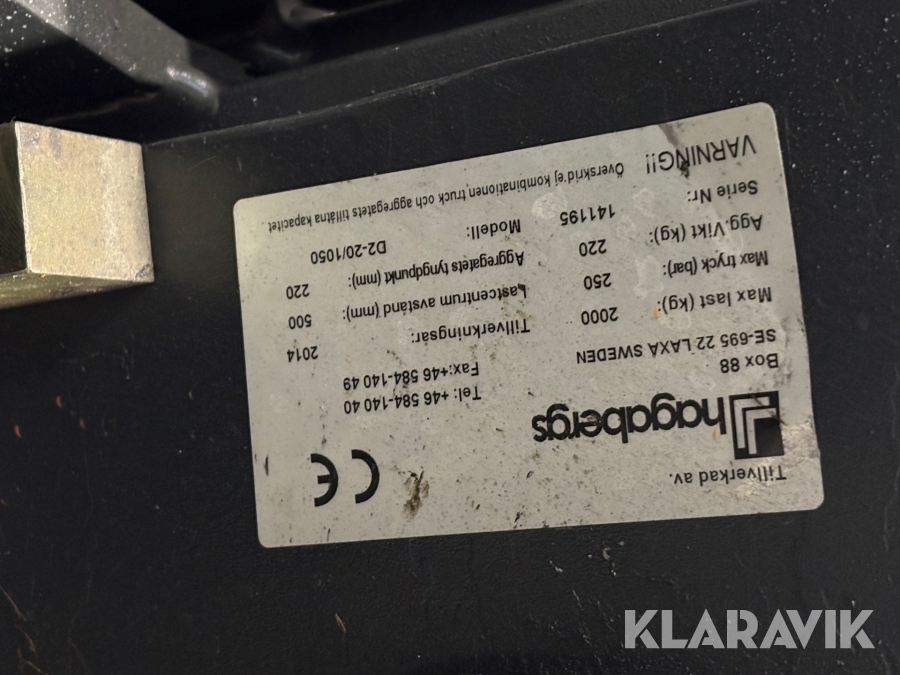 Tillverkad av.
hagabergs
CE
Box 88
SE-695 22 LAXA SWEDEN
Tel: +46 584-140 40
Fax:+46 584-140 49
Max last (kg): 2000 Tillverkningsar: 2014
Max tryck (bar): 250 Lastcentrum avstånd (mm): 500
Agg.Vikt (kg): 220 Aggregatets tyngdpunkt (mm): 220
Serie Nr: 141195 Modell: D2-20/1050
VARNING!! Överskrid ej kombinationen truck och aggregatets tillåtna kapacitet.
KLARAVIK